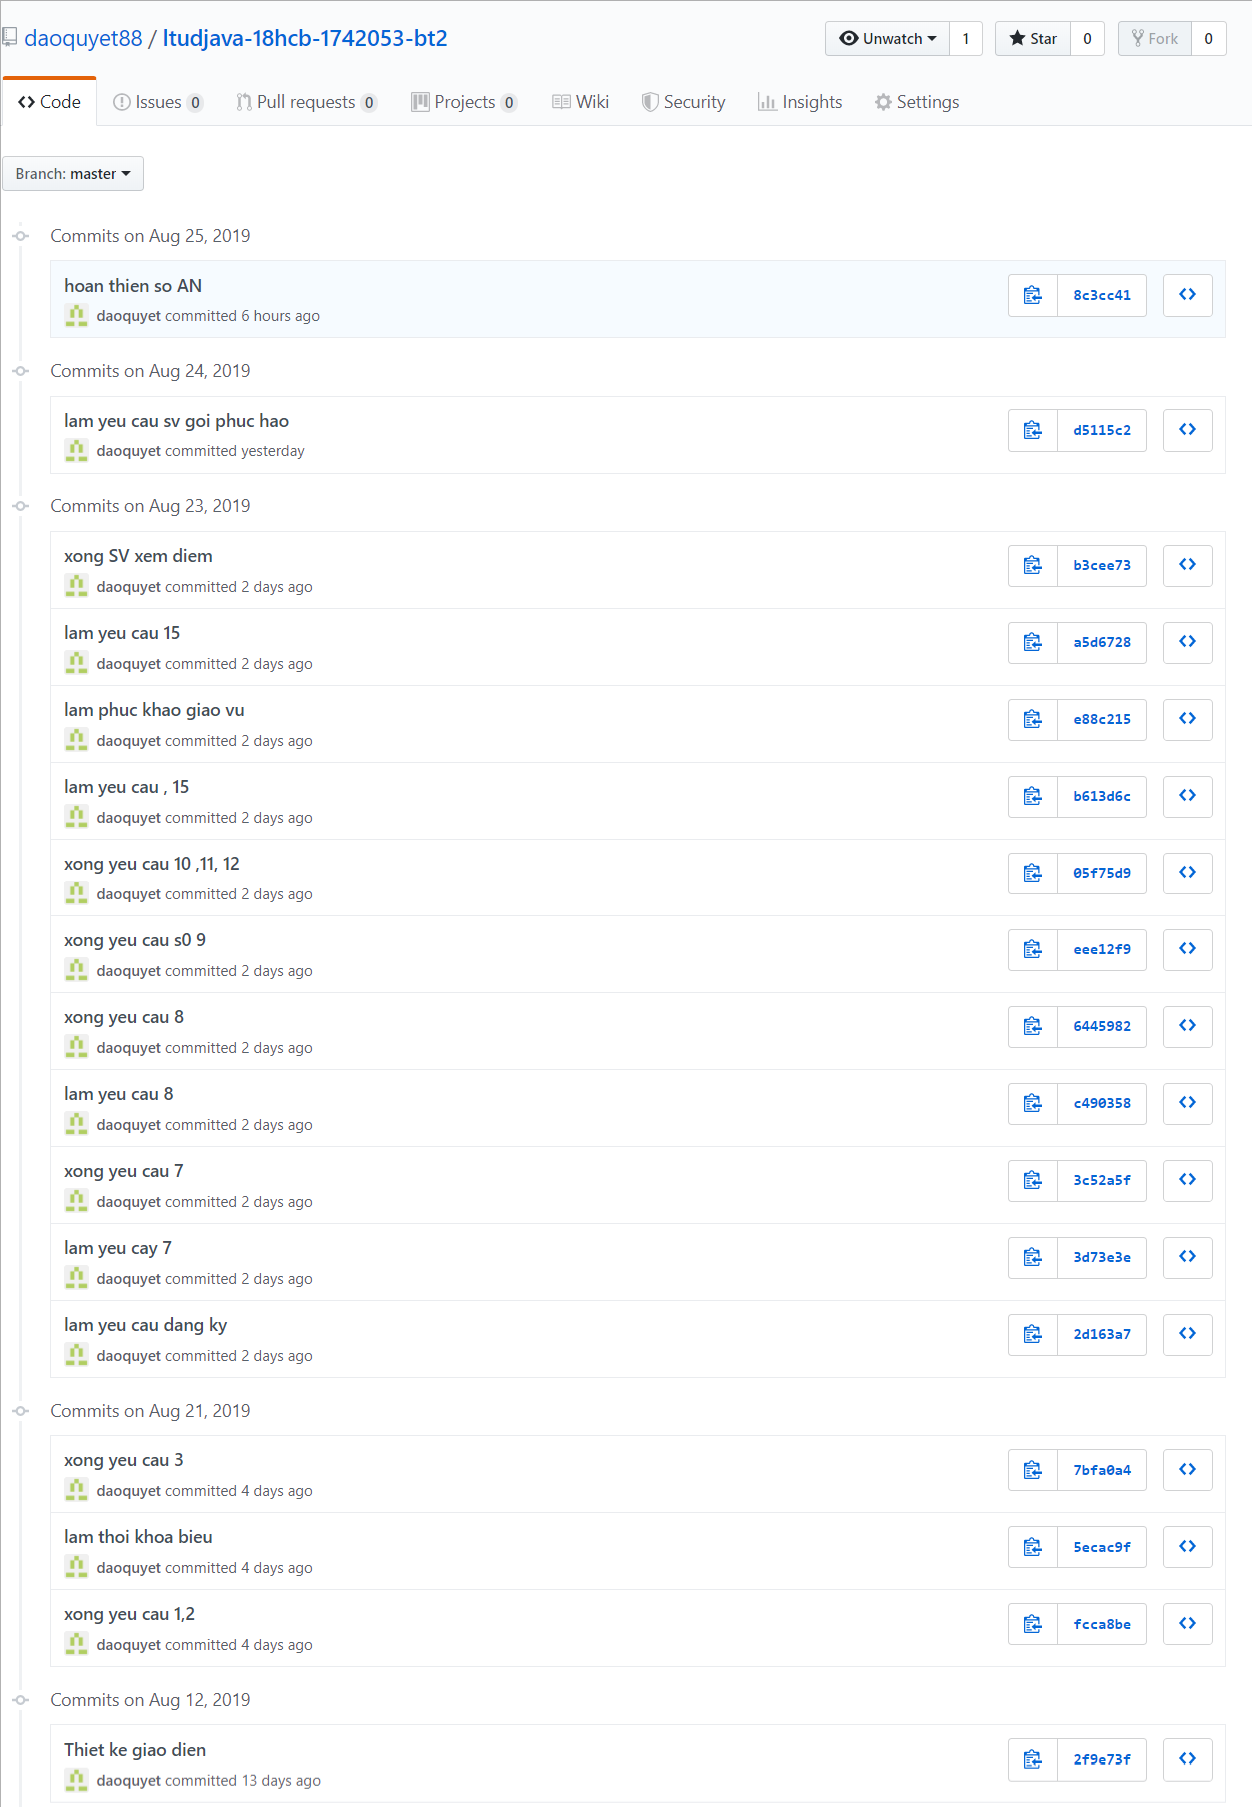 daoquyet88 / ltudjava-18hcb-1742053-bt2
Unwatch 1 Star 0 Fork 0
Code Issues 0 Pull requests 0 Projects 0 Wiki Security Insights Settings
Branch: master
Commits on Aug 25, 2019
hoan thien so AN
daoquyet committed 6 hours ago
8c3cc41
Commits on Aug 24, 2019
lam yeu cau sv goi phuc hao
daoquyet committed yesterday
d5115c2
Commits on Aug 23, 2019
xong SV xem diem
daoquyet committed 2 days ago
b3cee73
lam yeu cau 15
daoquyet committed 2 days ago
a5d6728
lam phuc khao giao vu
daoquyet committed 2 days ago
e88c215
lam yeu cau , 15
daoquyet committed 2 days ago
b613d6c
xong yeu cau 10 ,11, 12
daoquyet committed 2 days ago
05f75d9
xong yeu cau s0 9
daoquyet committed 2 days ago
eee12f9
xong yeu cau 8
daoquyet committed 2 days ago
6445982
lam yeu cau 8
daoquyet committed 2 days ago
c490358
xong yeu cau 7
daoquyet committed 2 days ago
3c52a5f
lam yeu cay 7
daoquyet committed 2 days ago
3d73e3e
lam yeu cau dang ky
daoquyet committed 2 days ago
2d163a7
Commits on Aug 21, 2019
xong yeu cau 3
daoquyet committed 4 days ago
7bfa0a4
lam thoi khoa bieu
daoquyet committed 4 days ago
5ecac9f
xong yeu cau 1,2
daoquyet committed 4 days ago
fcca8be
Commits on Aug 12, 2019
Thiet ke giao dien
daoquyet committed 13 days ago
2f9e73f